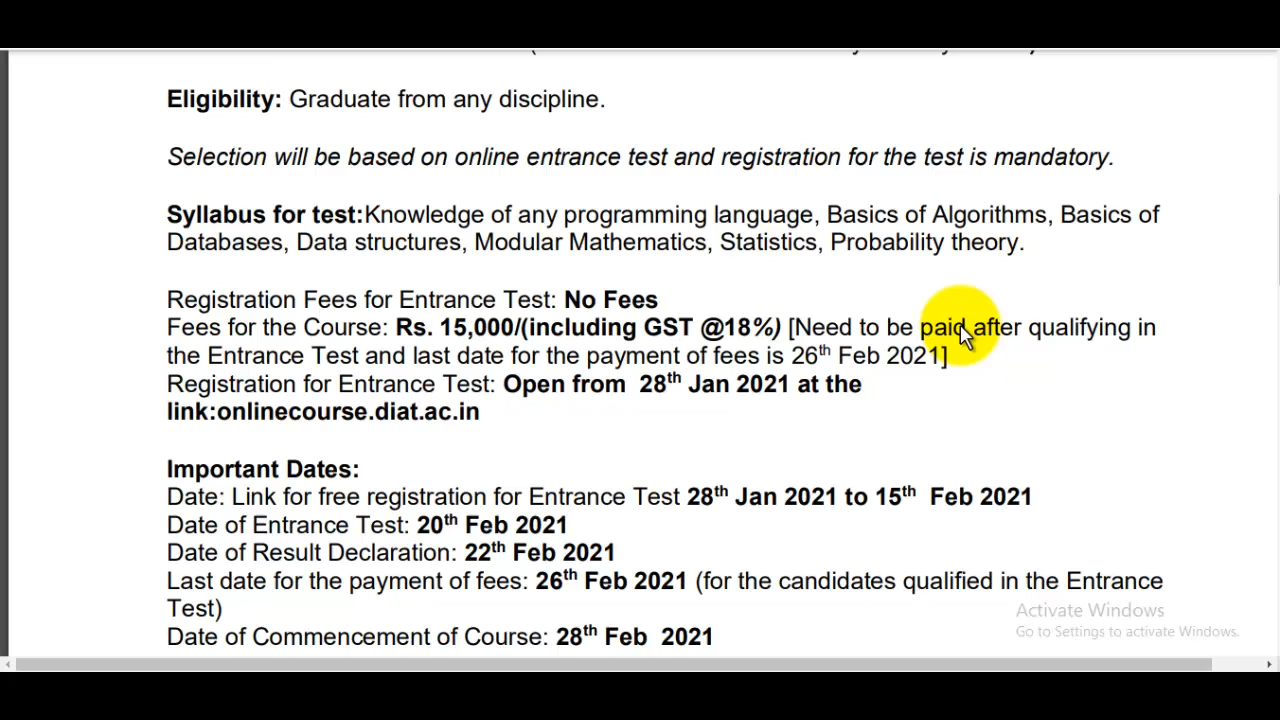 Eligibility: Graduate from any discipline.
Selection will be based on online entrance test and registration for the test is mandatory.
Syllabus for test:Knowledge of any programming language, Basics of Algorithms, Basics of
Databases, Data structures, Modular Mathematics, Statistics, Probability theory.
Registration Fees for Entrance Test: No Fees
Fees for the Course: Rs. 15,000/(including GST @18%) [Need to be paid after qualifying in
the Entrance Test and last date for the payment of fees is 26th Feb 2021]
Registration for Entrance Test: Open from 28th Jan 2021 at the
link:onlinecourse.diat.ac.in
Important Dates:
Date: Link for free registration for Entrance Test 28th Jan 2021 to 15th Feb 2021
Date of Entrance Test: 20th Feb 2021
Date of Result Declaration: 22th Feb 2021
Last date for the payment of fees: 26th Feb 2021 (for the candidates qualified in the Entrance
Test)
Date of Commencement of Course: 28th Feb 2021
Activate Windows
Go to Settings to activate Windows.